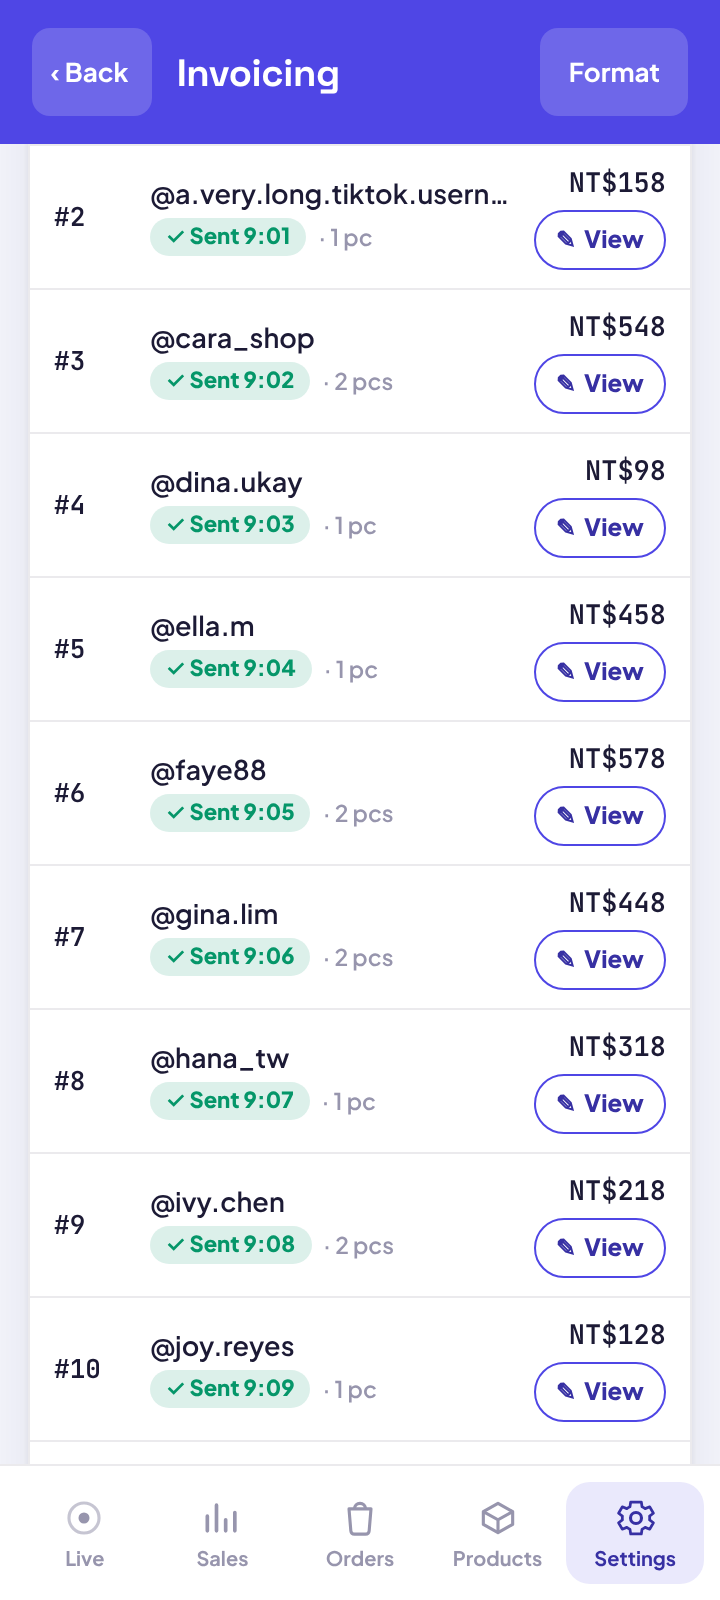 ‹ Back Invoicing Format
#2 @a.very.long.tiktok.usern... NT$158
✓ Sent 9:01 · 1 pc ✎ View
#3 @cara_shop NT$548
✓ Sent 9:02 · 2 pcs ✎ View
#4 @dina.ukay NT$98
✓ Sent 9:03 · 1 pc ✎ View
#5 @ella.m NT$458
✓ Sent 9:04 · 1 pc ✎ View
#6 @faye88 NT$578
✓ Sent 9:05 · 2 pcs ✎ View
#7 @gina.lim NT$448
✓ Sent 9:06 · 2 pcs ✎ View
#8 @hana_tw NT$318
✓ Sent 9:07 · 1 pc ✎ View
#9 @ivy.chen NT$218
✓ Sent 9:08 · 2 pcs ✎ View
#10 @joy.reyes NT$128
✓ Sent 9:09 · 1 pc ✎ View
Live Sales Orders Products Settings